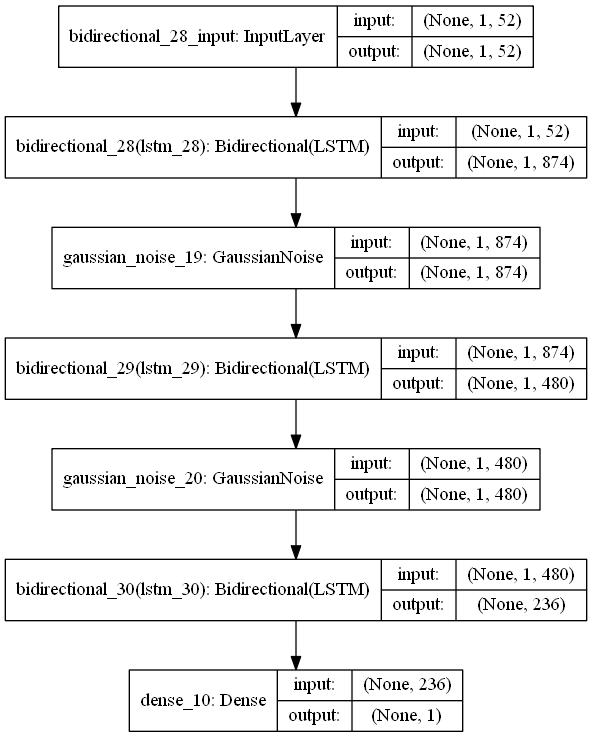 bidirectional_28_input: InputLayer
input: (None, 1, 52)
output: (None, 1, 52)
bidirectional_28(lstm_28): Bidirectional(LSTM)
input: (None, 1, 52)
output: (None, 1, 874)
gaussian_noise_19: GaussianNoise
input: (None, 1, 874)
output: (None, 1, 874)
bidirectional_29(lstm_29): Bidirectional(LSTM)
input: (None, 1, 874)
output: (None, 1, 480)
gaussian_noise_20: GaussianNoise
input: (None, 1, 480)
output: (None, 1, 480)
bidirectional_30(lstm_30): Bidirectional(LSTM)
input: (None, 1, 480)
output: (None, 236)
dense_10: Dense
input: (None, 236)
output: (None, 1)